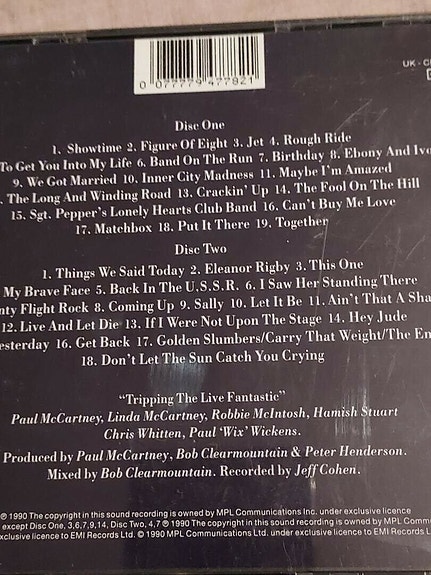 UK - C
0 077779 477821
Disc One
1. Showtime 2. Figure Of Eight 3. Jet 4. Rough Ride
To Get You Into My Life 6. Band On The Run 7. Birthday 8. Ebony And Ivo
9. We Got Married 10. Inner City Madness 11. Maybe I'm Amazed
. The Long And Winding Road 13. Crackin' Up 14. The Fool On The Hill
15. Sgt. Pepper's Lonely Hearts Club Band 16. Can't Buy Me Love
17. Matchbox 18. Put It There 19. Together
Disc Two
1. Things We Said Today 2. Eleanor Rigby 3. This One
My Brave Face 5. Back In The U.S.S.R. 6. I Saw Her Standing There
nty Flight Rock 8. Coming Up 9. Sally 10. Let It Be 11. Ain't That A Sha
12. Live And Let Die 13. If I Were Not Upon The Stage 14. Hey Jude
esterday 16. Get Back 17. Golden Slumbers/Carry That Weight/The En
18. Don't Let The Sun Catch You Crying
"Tripping The Live Fantastic"
Paul McCartney, Linda McCartney, Robbie McIntosh, Hamish Stuart
Chris Whitten, Paul 'Wix' Wickens.
Produced by Paul McCartney, Bob Clearmountain & Peter Henderson.
Mixed by Bob Clearmountain. Recorded by Jeff Cohen.
℗ 1990 The copyright in this sound recording is owned by MPL Communications Inc. under exclusive licence
except Disc One, 3,6,7,9,14, Disc Two, 4,7 ℗ 1990 The copyright in this sound recording is owned by MPL Commu
xclusive licence to EMI Records Ltd. © 1990 MPL Communications Ltd. under exclusive licence to EMI Records